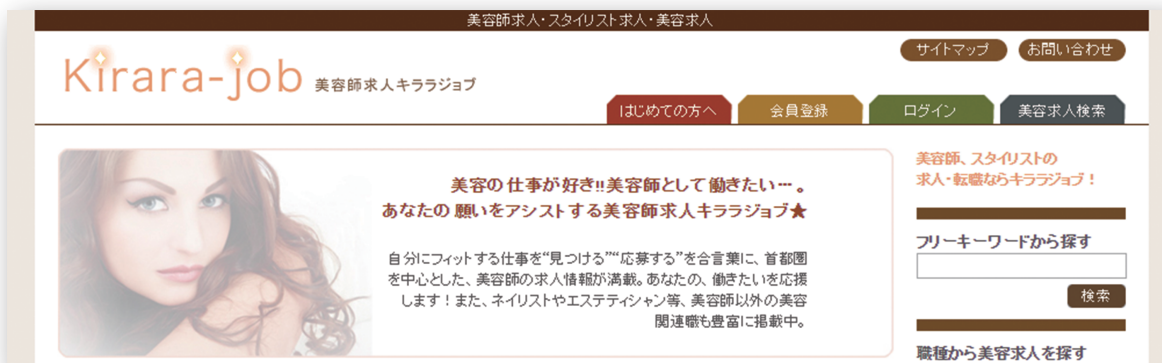 美容師求人・スタイリスト求人・美容求人
Kirara-job 美容師求人キララジョブ
サイトマップ お問い合わせ
はじめての方へ 会員登録 ログイン 美容求人検索
美容の仕事が好き!!美容師として働きたい…。
あなたの願いをアシストする美容師求人キララジョブ★
自分にフィットする仕事を“見つける”“応募する”を合言葉に、首都圏
を中心とした、美容師の求人情報が満載。あなたの、働きたいを応援
します！また、ネイリストやエステティシャン等、美容師以外の美容
関連職も豊富に掲載中。
美容師、スタイリストの
求人・転職ならキララジョブ！
フリーキーワードから探す
検索
職種から美容求人を探す